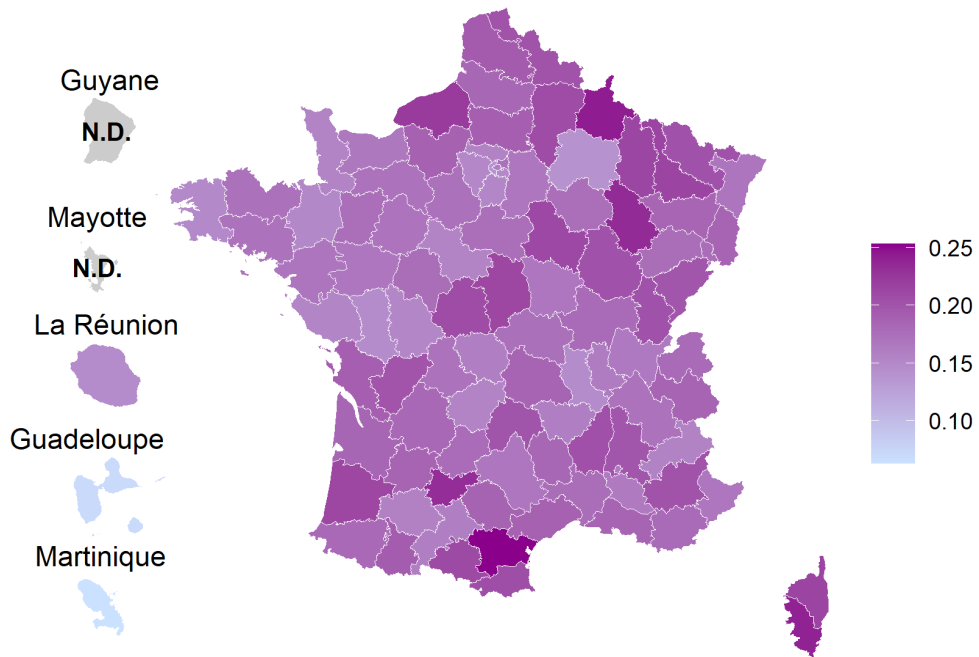 Guyane
N.D.
Mayotte
N.D.
La Réunion
Guadeloupe
Martinique
0.25
0.20
0.15
0.10